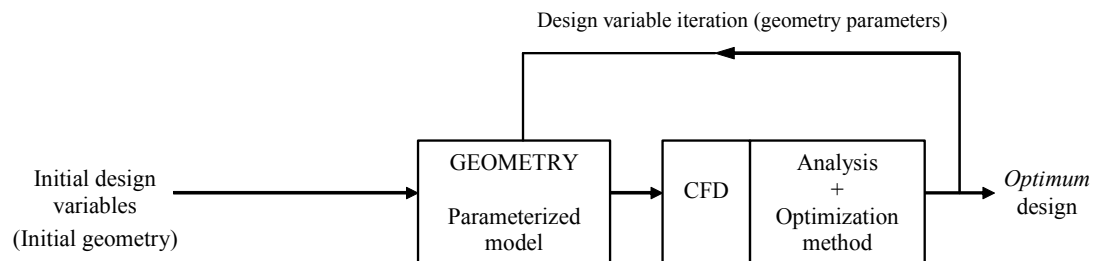 Design variable iteration (geometry parameters)
Initial design
variables
(Initial geometry)
GEOMETRY
Parameterized
model
CFD
Analysis
+
Optimization
method
Optimum
design